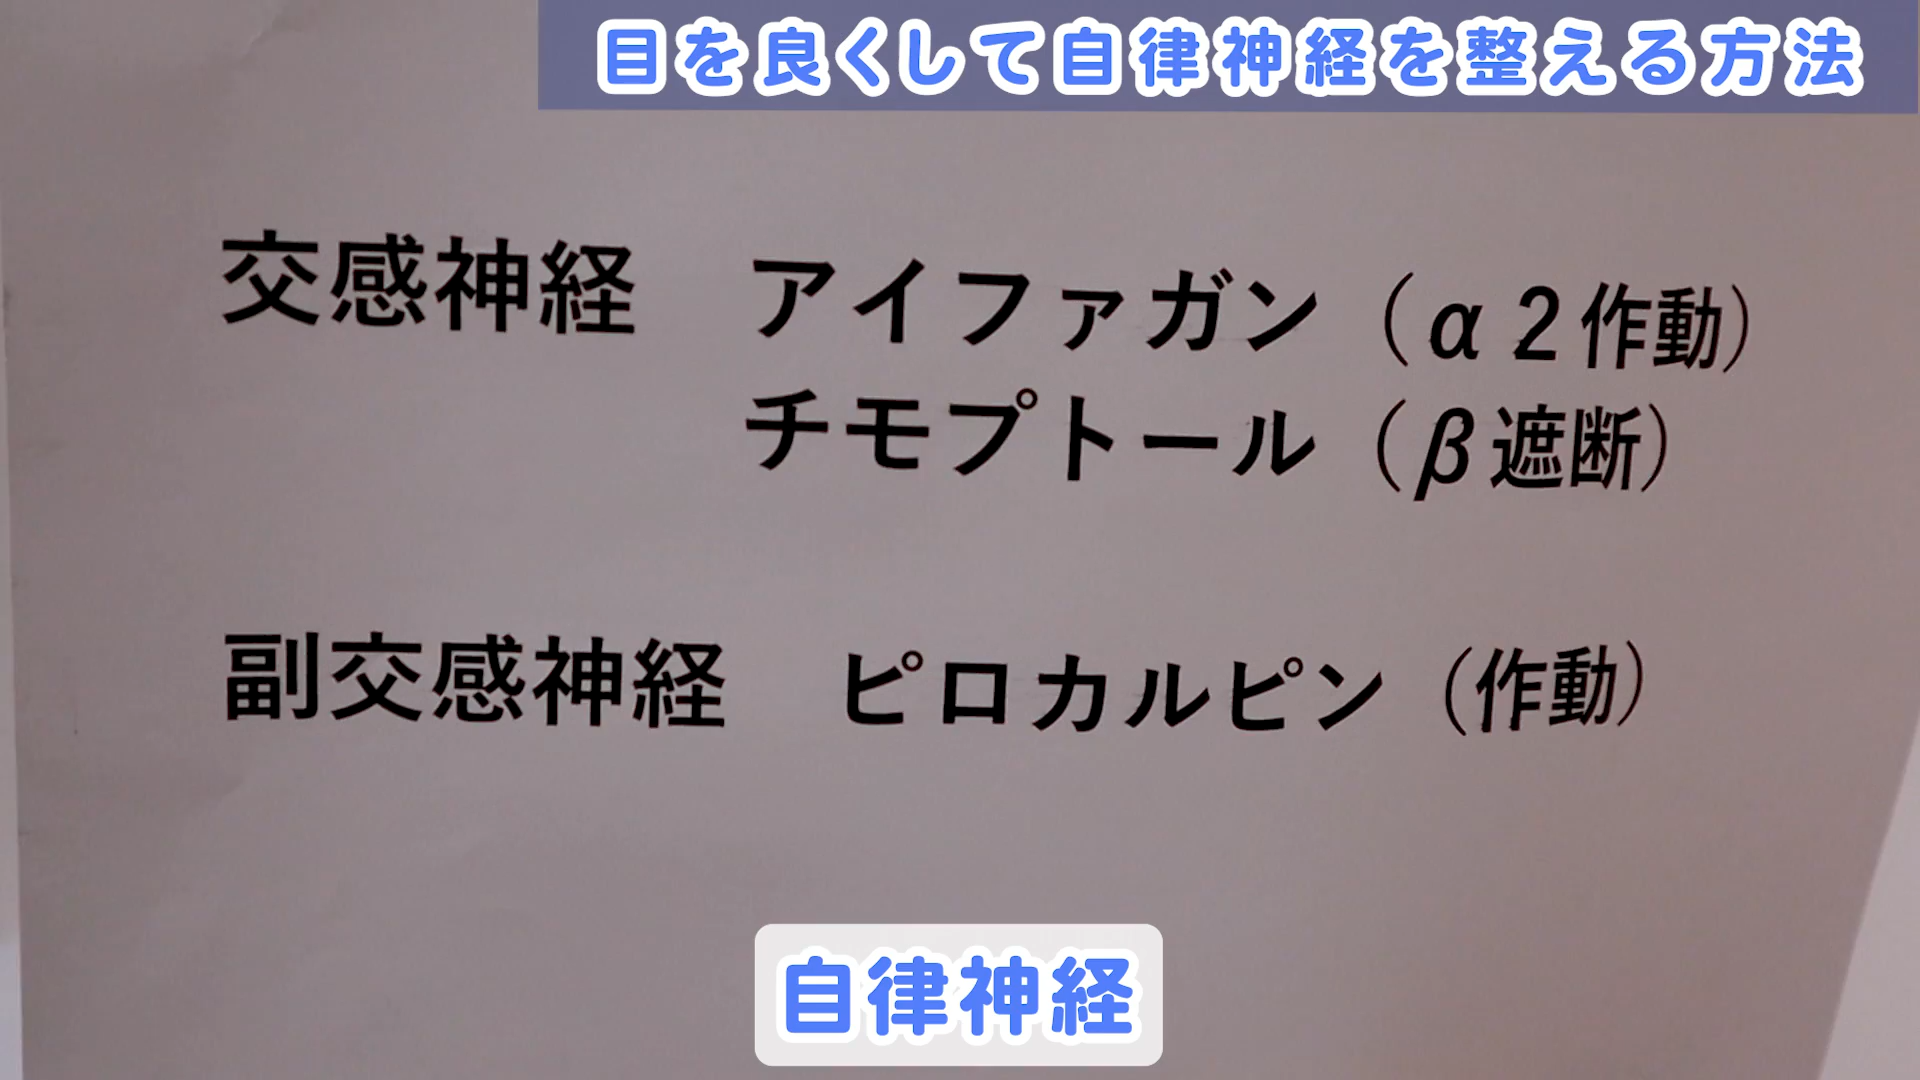 目を良くして自律神経を整える方法
交感神経 アイファガン（α2作動）
チモプトール（β遮断）
副交感神経 ピロカルピン（作動）
自律神経